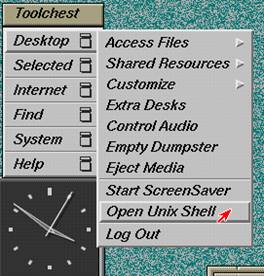 Toolchest
Desktop
Selected
Internet
Find
System
Help
Access Files
Shared Resources
Customize
Extra Desks
Control Audio
Empty Dumpster
Eject Media
Start ScreenSaver
Open Unix Shell
Log Out